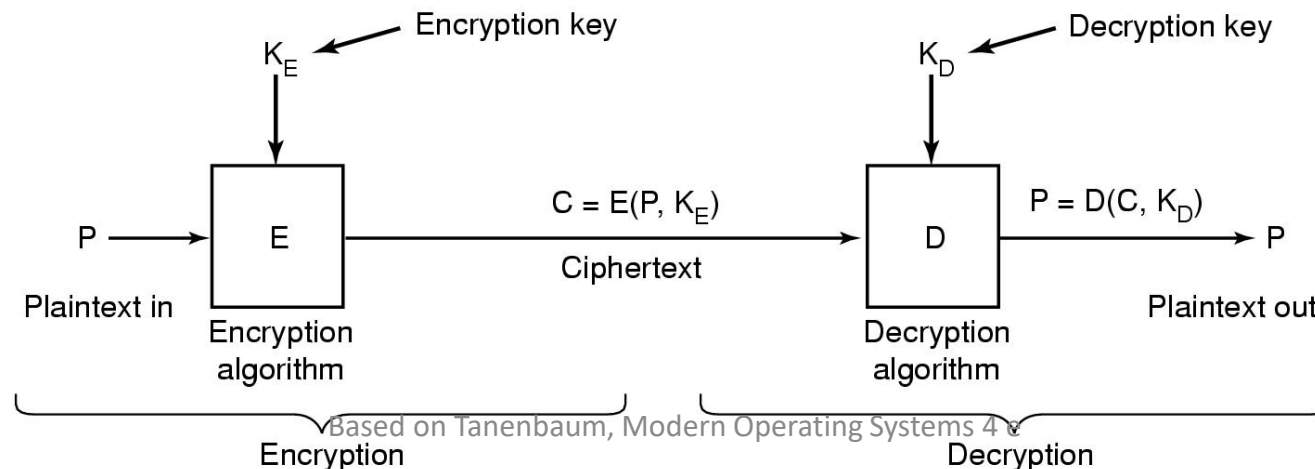 Encryption key
Decryption key
K_E
K_D
C = E(P, K_E)
P = D(C, K_D)
P
E
D
P
Ciphertext
Plaintext in
Plaintext out
Encryption
algorithm
Decryption
algorithm
Based on Tanenbaum, Modern Operating Systems 4 e
Encryption
Decryption